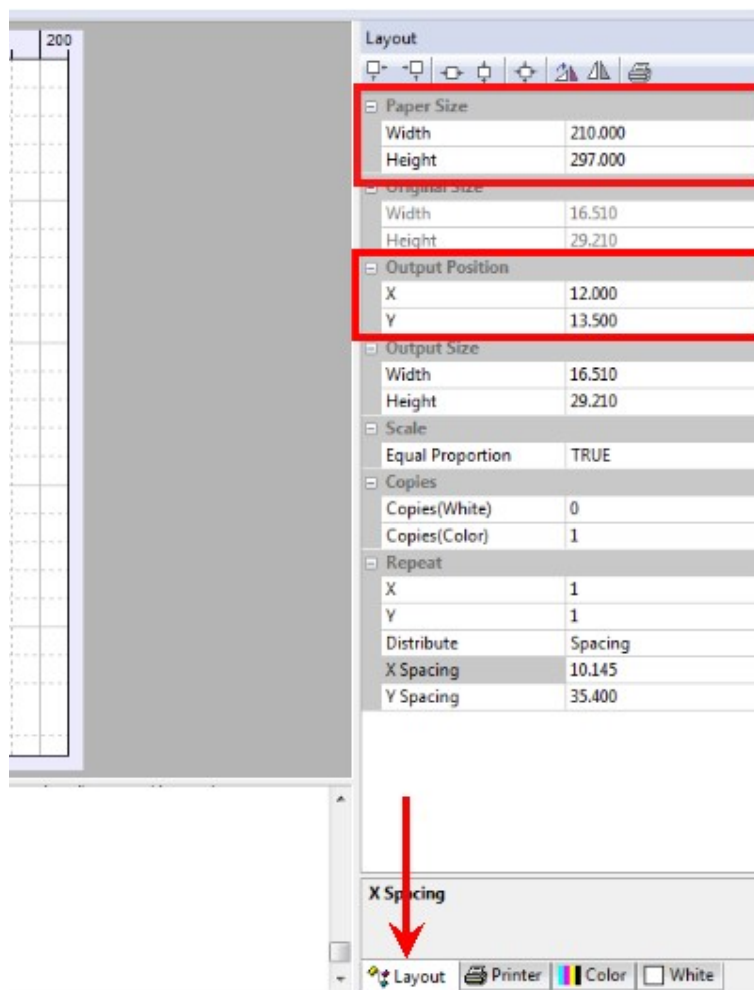 200
Layout
Paper Size
Width 210.000
Height 297.000
Original Size
Width 16.510
Height 29.210
Output Position
X 12.000
Y 13.500
Output Size
Width 16.510
Height 29.210
Scale
Equal Proportion TRUE
Copies
Copies(White) 0
Copies(Color) 1
Repeat
X 1
Y 1
Distribute Spacing
X Spacing 10.145
Y Spacing 35.400
X Spacing
Layout Printer Color White